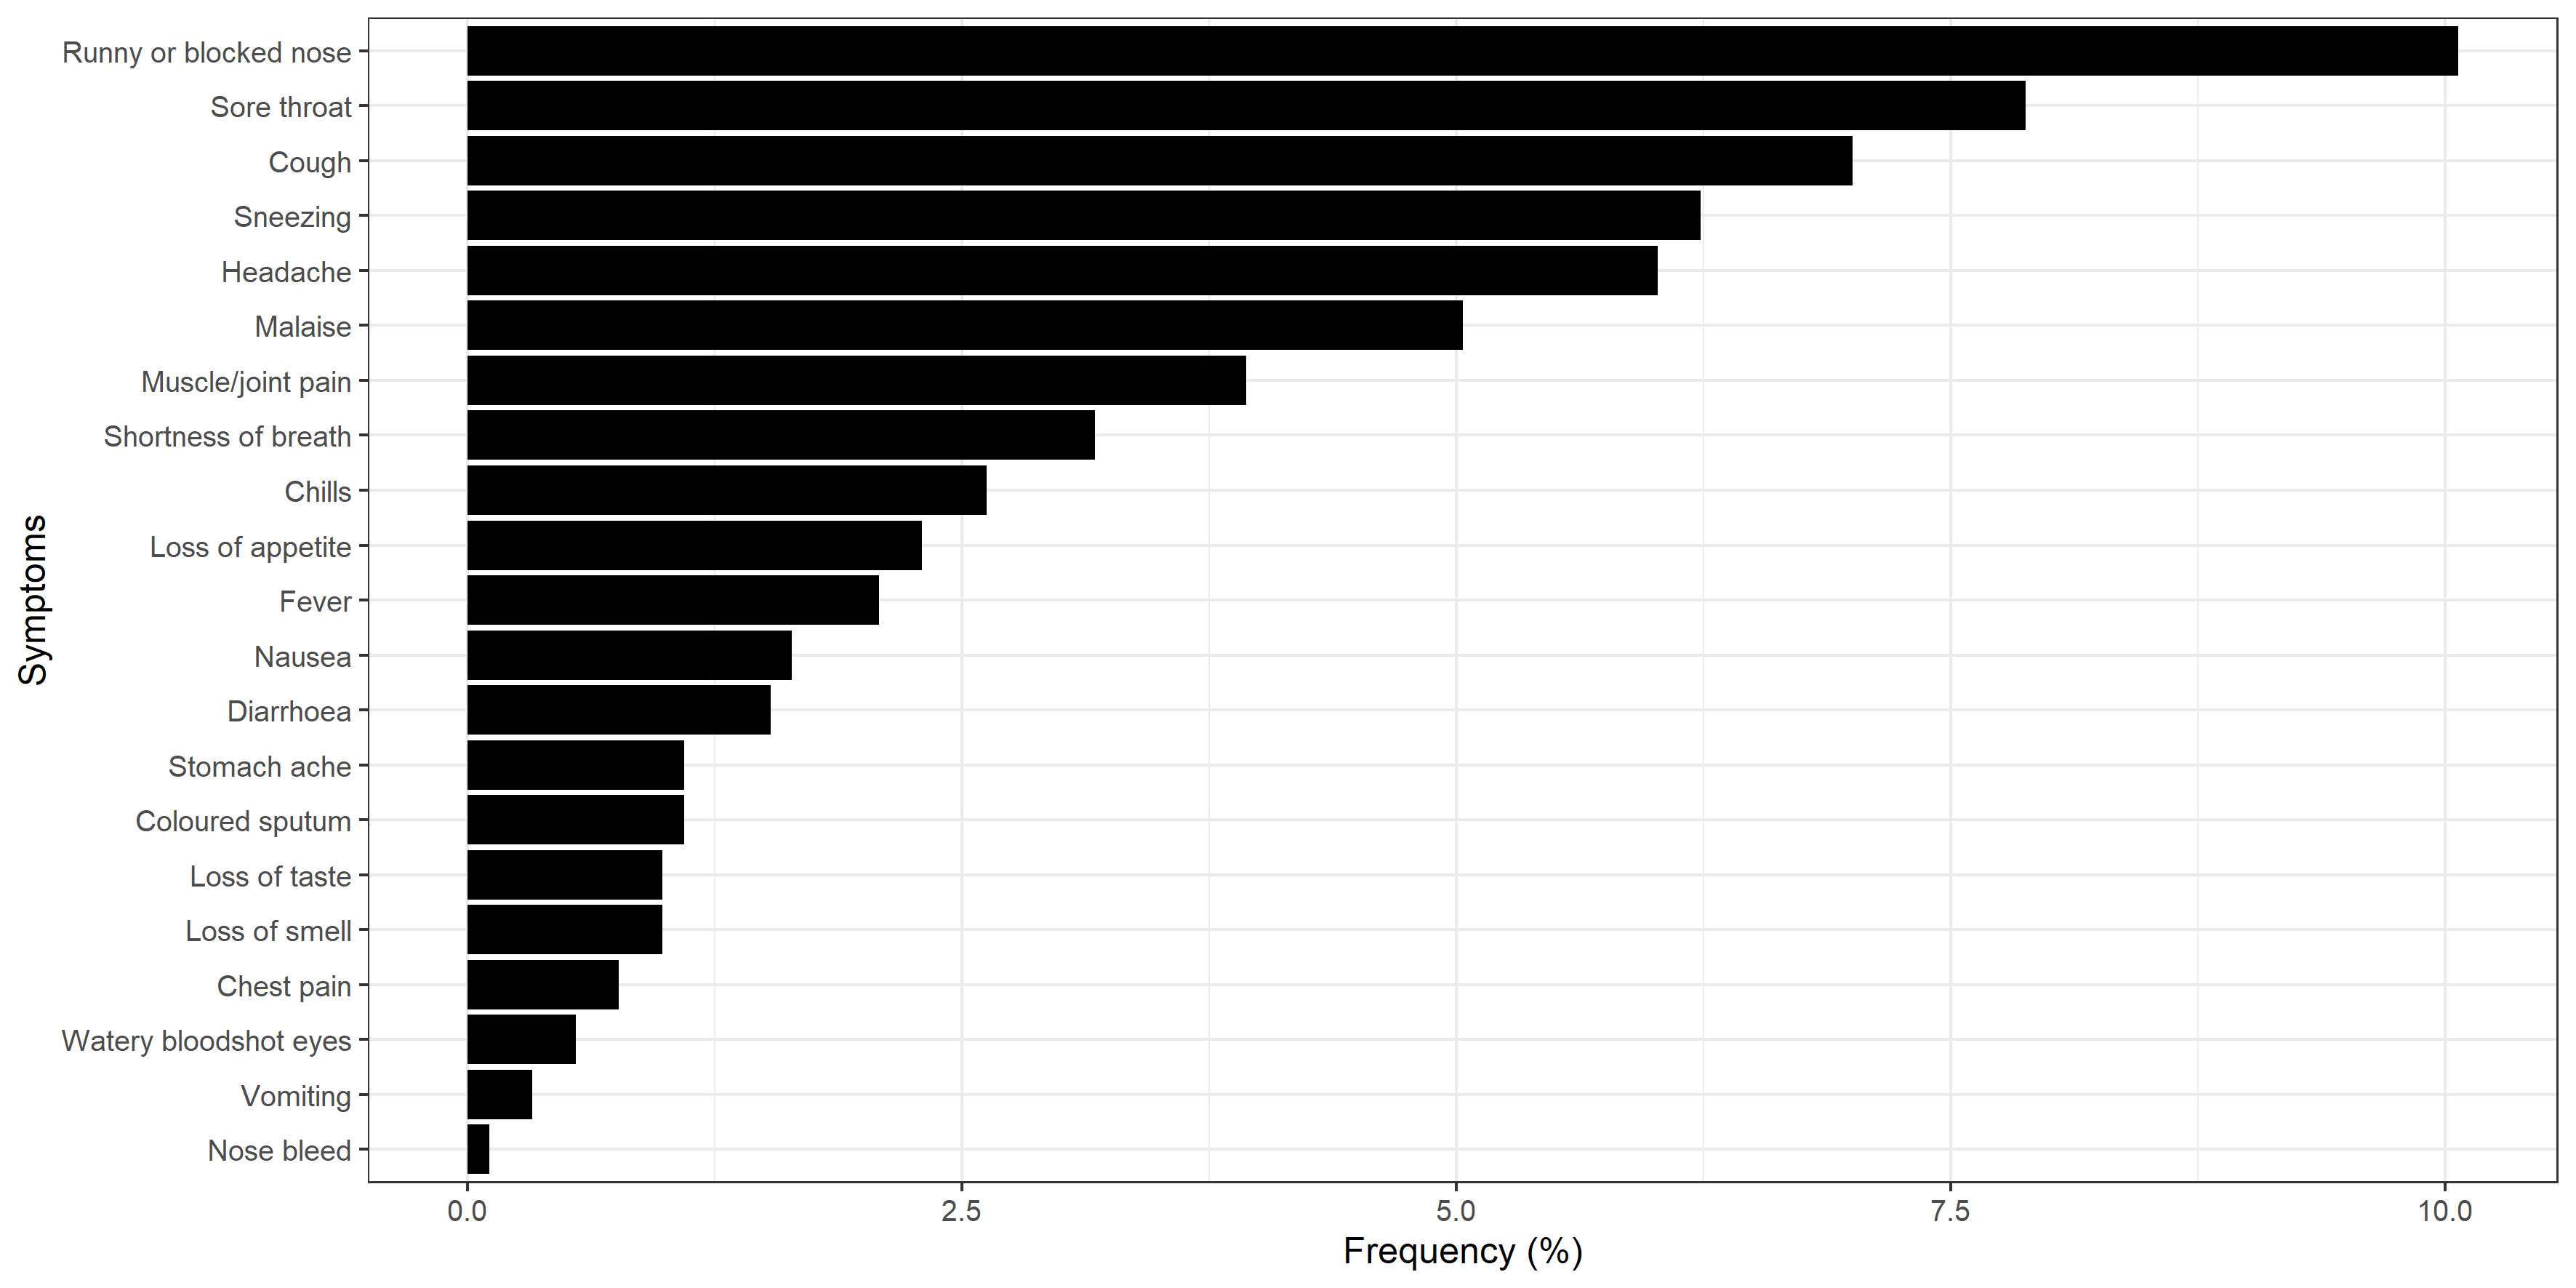 Runny or blocked nose
Sore throat
Cough
Sneezing
Headache
Malaise
Muscle/joint pain
Shortness of breath
Chills
Loss of appetite
Fever
Nausea
Diarrhoea
Stomach ache
Coloured sputum
Loss of taste
Loss of smell
Chest pain
Watery bloodshot eyes
Vomiting
Nose bleed
Symptoms
0.0 2.5 5.0 7.5 10.0
Frequency (%)